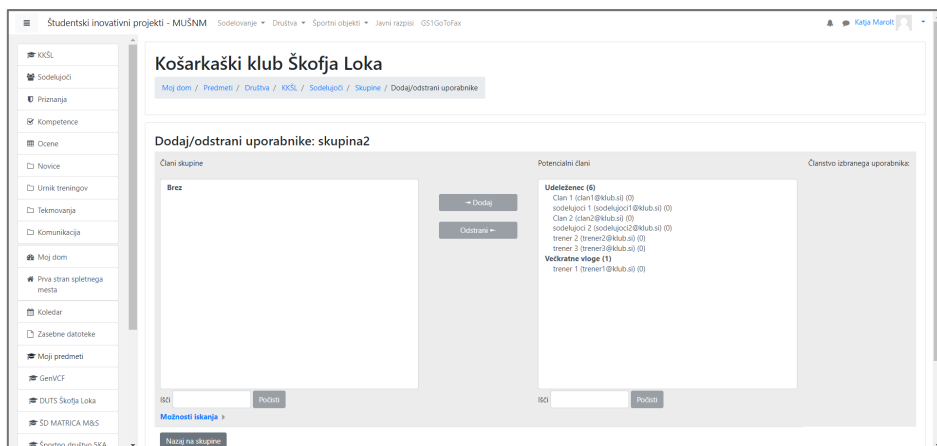 Študentski inovativni projekti - MUŠNM Sodelovanje Društva Športni objekti Javni razpisi GS1GoToFax Katja Marolt
KKŠL
Sodelujoči
Priznanja
Kompetence
Ocene
Novice
Urnik treningov
Tekmovanja
Komunikacija
Moj dom
Prva stran spletnega
mesta
Koledar
Zasebne datoteke
Moji predmeti
GenVCF
DUTS Škofja Loka
ŠD MATRICA M&S
Športno društvo ŠKA
Košarkaški klub Škofja Loka
Moj dom / Predmeti / Društva / KKŠL / Sodelujoči / Skupine / Dodaj/odstrani uporabnike
Dodaj/odstrani uporabnike: skupina2
Člani skupine
Brez
Išči Počisti
Možnosti iskanja
Nazaj na skupine
Dodaj
Odstrani
Potencialni člani
Udeleženec (6)
Clan 1 (clan1@klub.si) (0)
sodelujoci 1 (sodelujoci1@klub.si) (0)
Clan 2 (clan2@klub.si) (0)
sodelujoci 2 (sodelujoci2@klub.si) (0)
trener 2 (trener2@klub.si) (0)
trener 3 (trener3@klub.si) (0)
Večkratne vloge (1)
trener 1 (trener1@klub.si) (0)
Išči Počisti
Članstvo izbranega uporabnika: